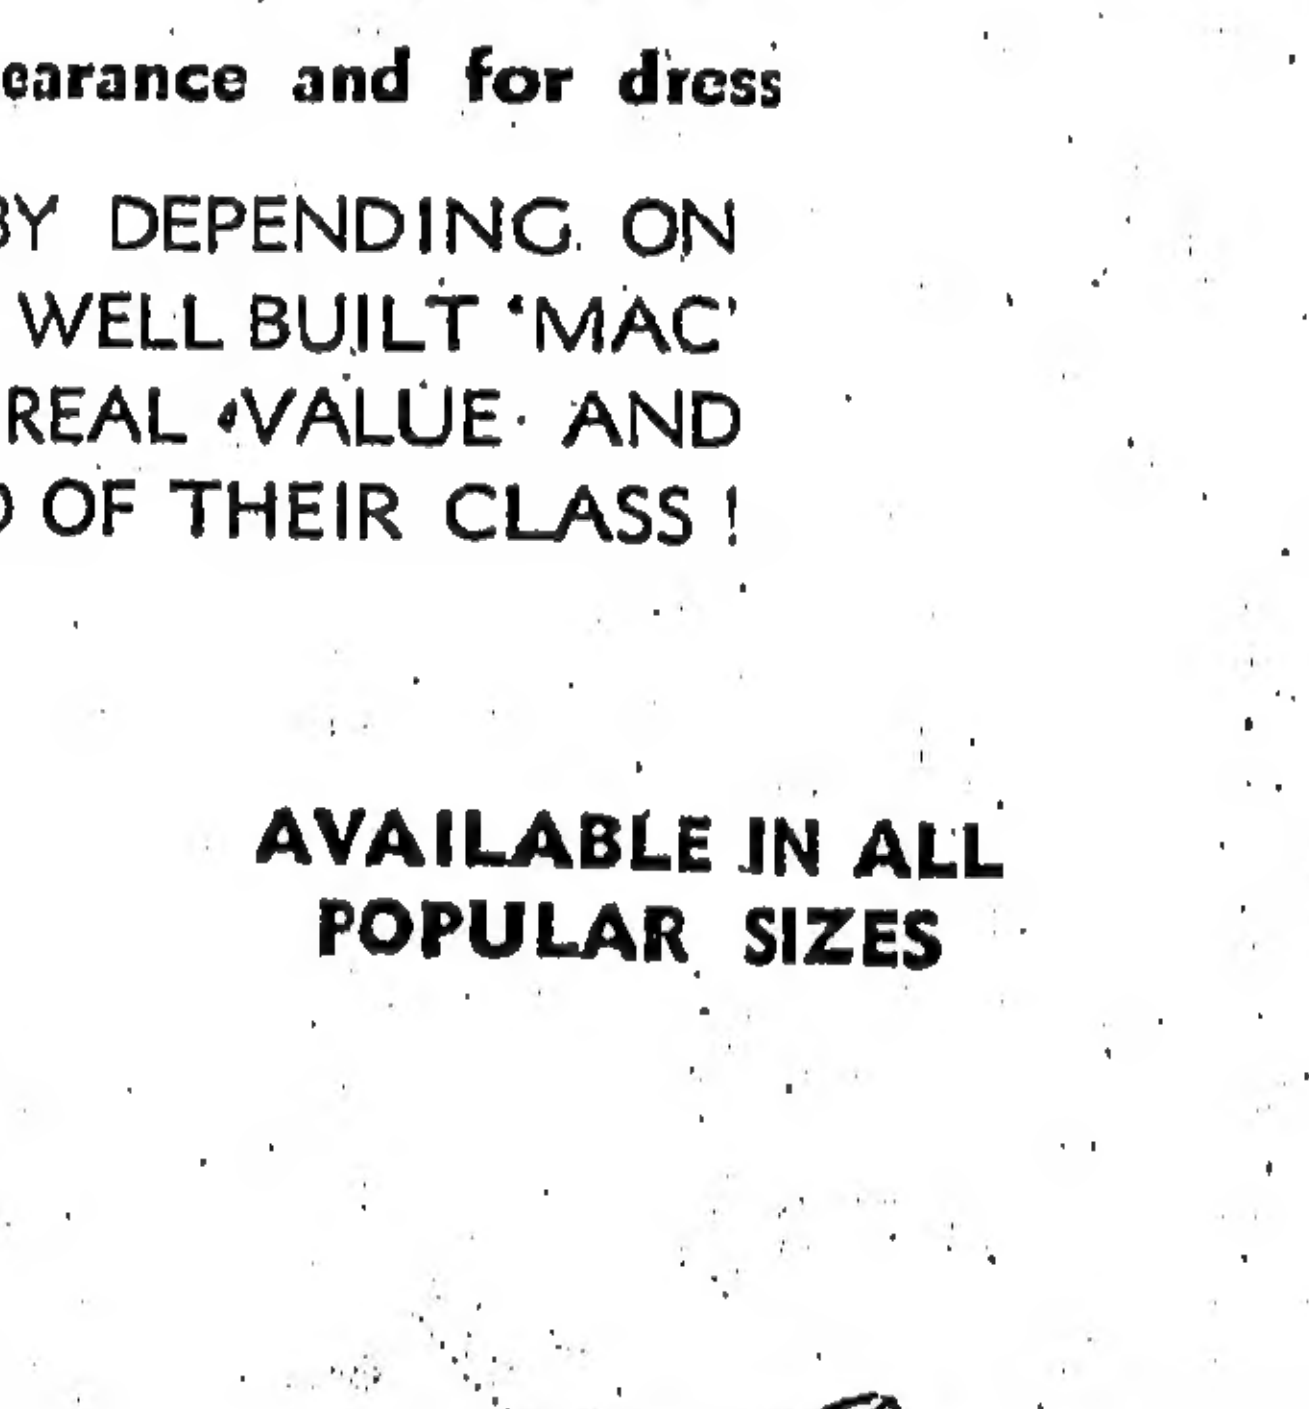 earance and for dress
BY DEPENDING ON
WELL BUILT ‘MAC’
REAL VALUE AND
OF THEIR CLASS !
AVAILABLE IN ALL
POPULAR SIZES